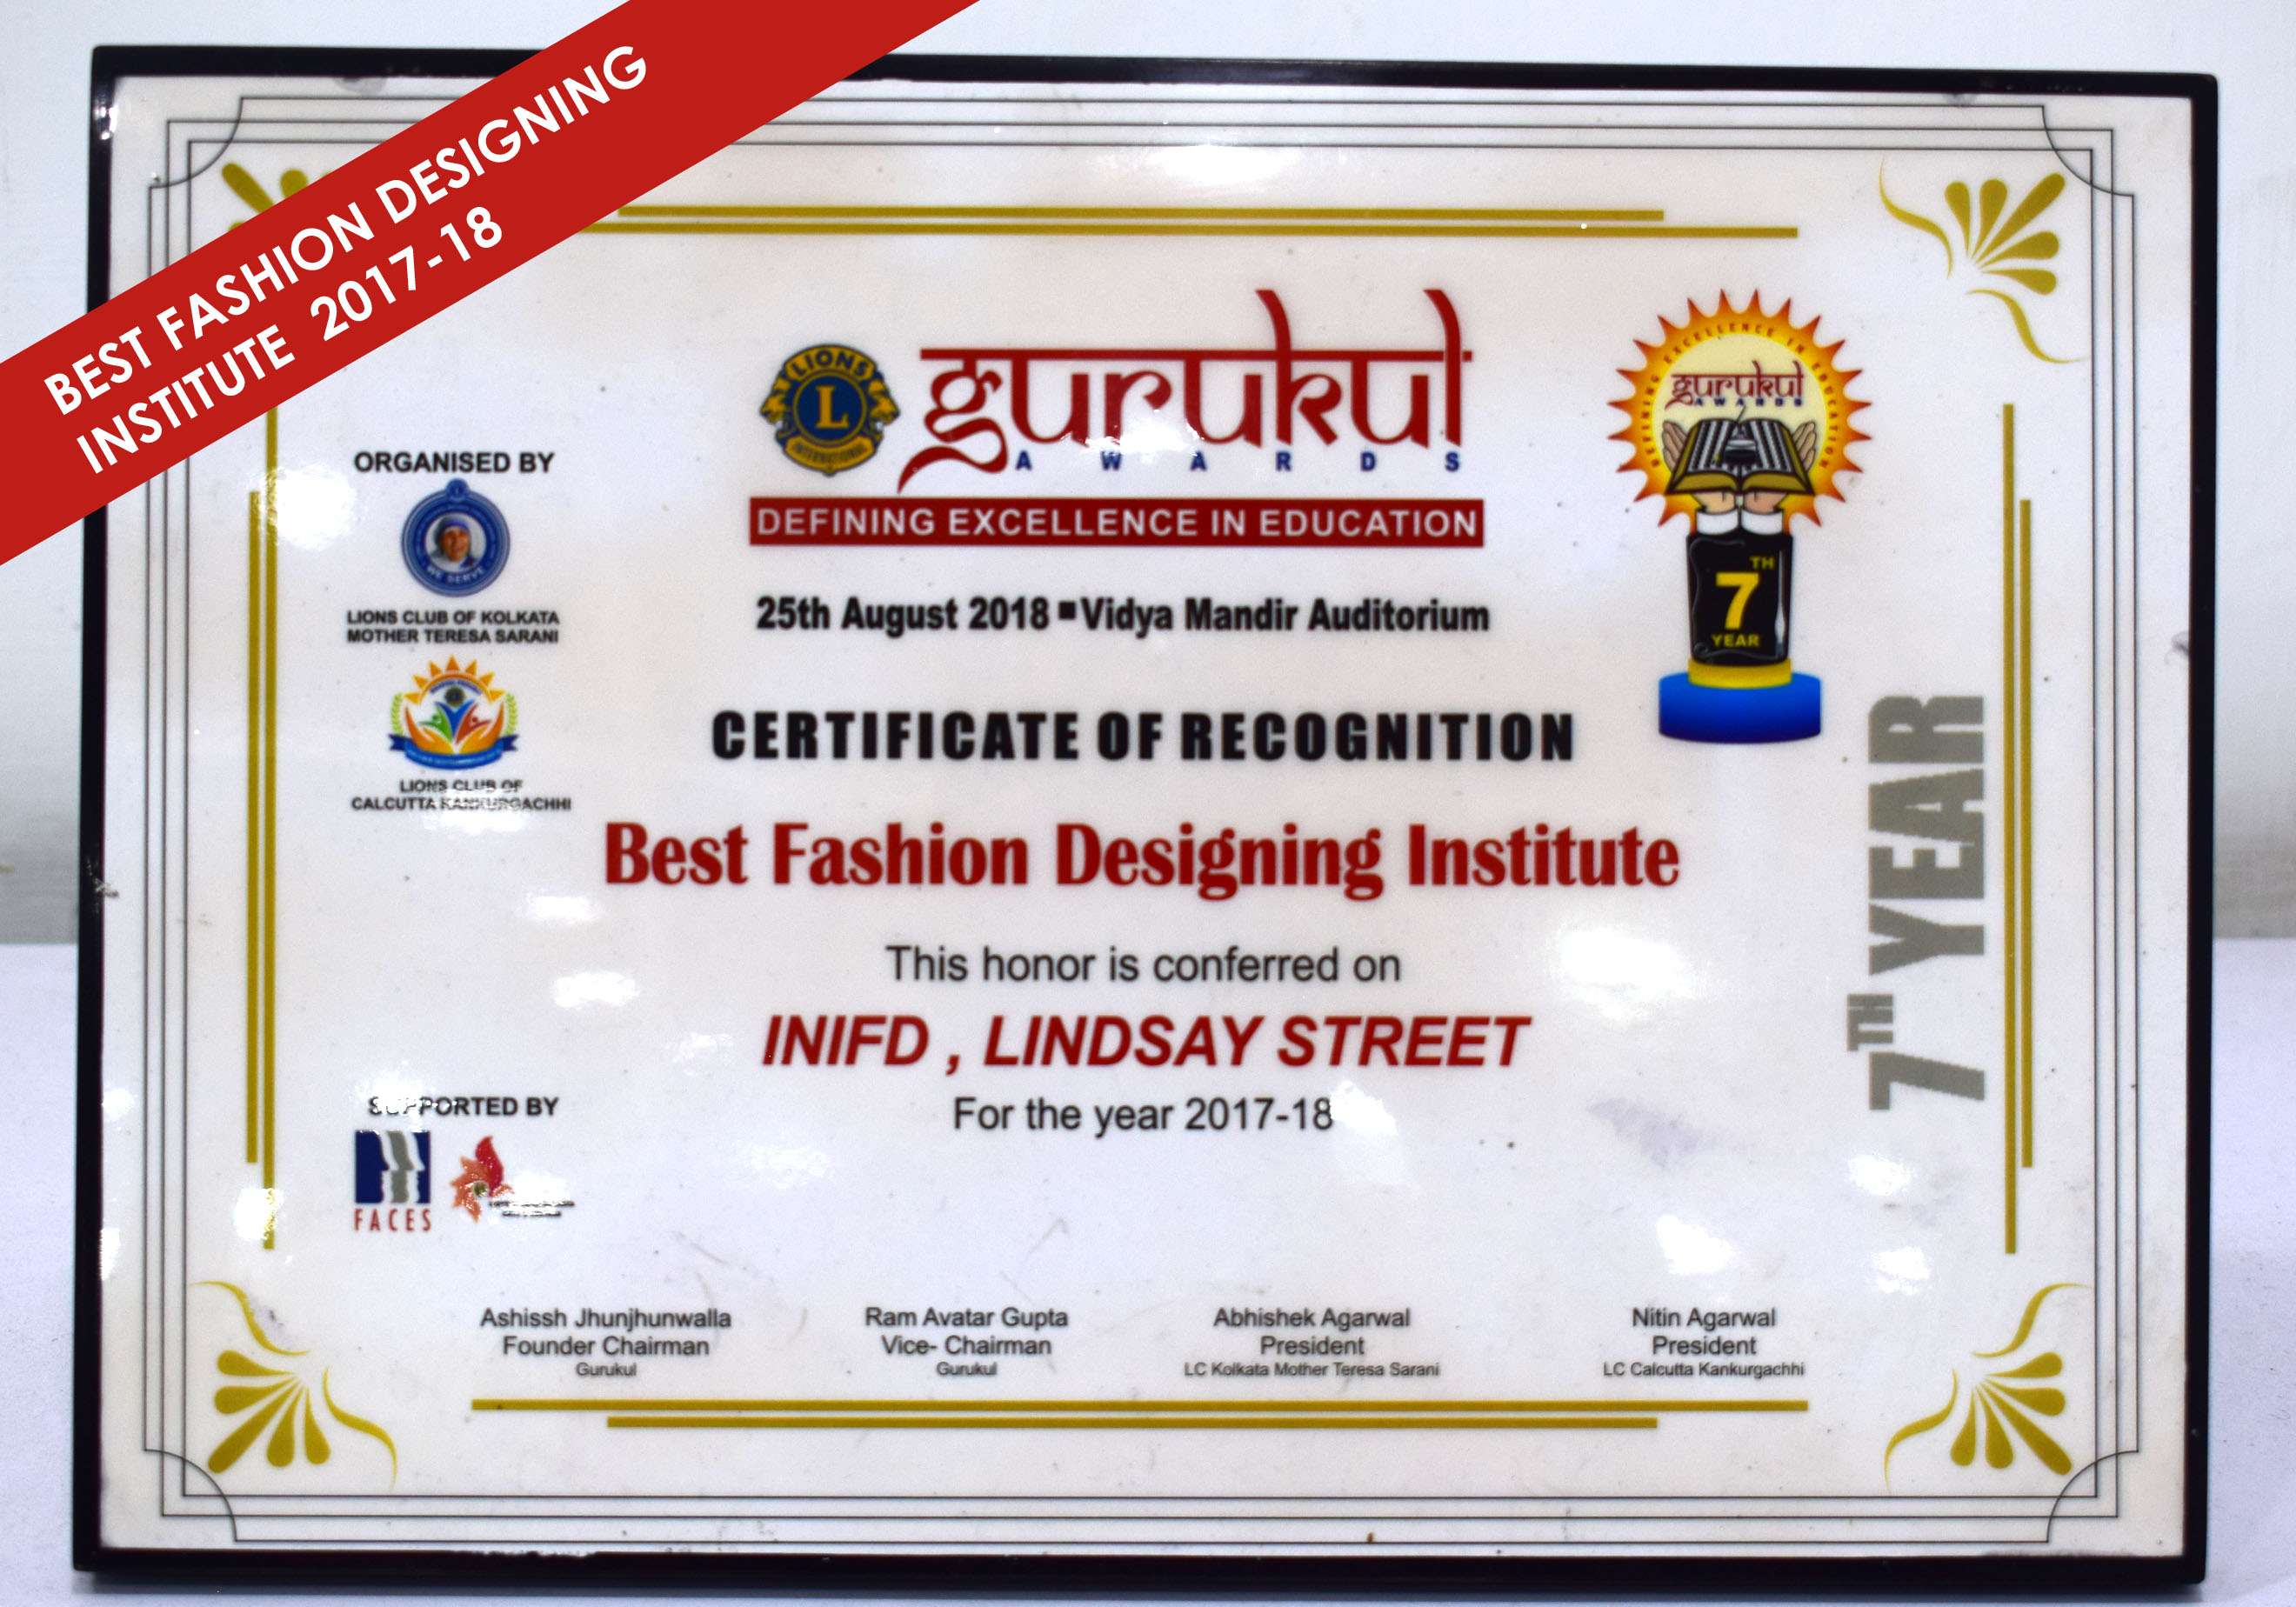 BEST FASHION DESIGNING
INSTITUTE 2017-18
ORGANISED BY
WE SERVE
LIONS CLUB OF KOLKATA
MOTHER TERESA SARANI
LIONS CLUB OF
CALCUTTA KANKURGACHHI
LIONS
L
INTERNATIONAL
gurukul
AWARDS
DEFINING EXCELLENCE IN EDUCATION
25th August 2018 ▪ Vidya Mandir Auditorium
DEFINING EXCELLENCE IN EDUCATION
gurukul
AWARDS
7TH
YEAR
CERTIFICATE OF RECOGNITION
Best Fashion Designing Institute
This honor is conferred on
INIFD , LINDSAY STREET
For the year 2017-18
7TH YEAR
SUPPORTED BY
FACES
Ashissh Jhunjhunwalla
Founder Chairman
Gurukul
Ram Avatar Gupta
Vice- Chairman
Gurukul
Abhishek Agarwal
President
LC Kolkata Mother Teresa Sarani
Nitin Agarwal
President
LC Calcutta Kankurgachhi